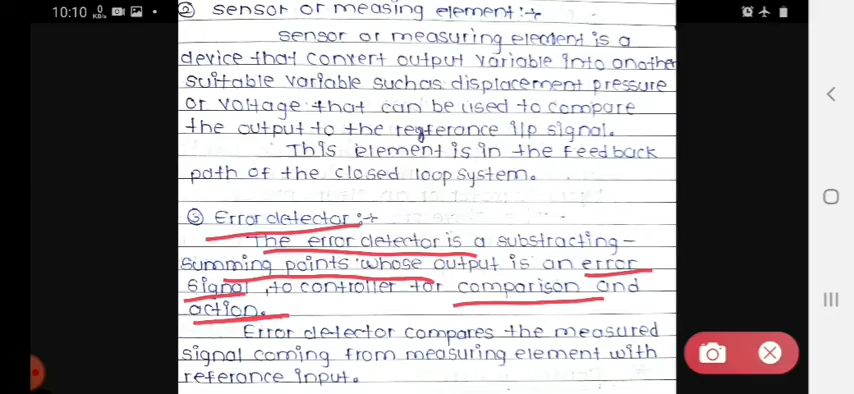 10:10 0 KB/s
② sensor or measing element:→
sensor or measuring element is a
device that convert output variable into another
suitable variable suchas displacement pressure
or voltage that can be used to compare
the output to the regferance i/p signal.
This element is in the feedback
path of the closed loop system.
③ Error detector:→
The error detector is a substracting-
summing points whose output is an error
signal, to controller for comparison and
action.
Error detector compares the measured
signal coming from measuring element with
referance input.